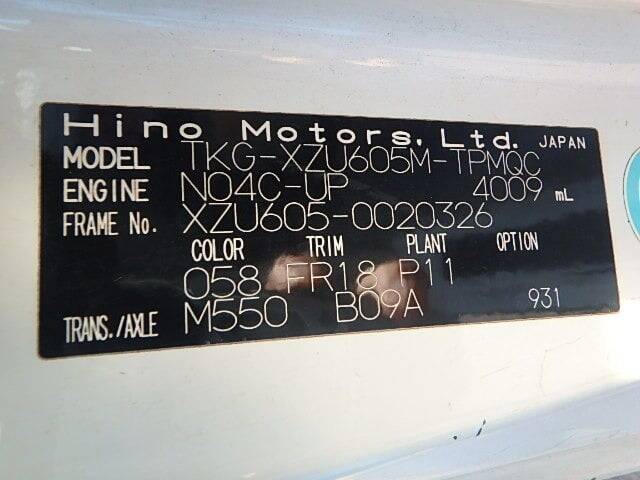 Hino Motors, Ltd. JAPAN
MODEL TKG-XZU605M-TPMQC
ENGINE N04C-UP 4009 mL
FRAME No. XZU605-0020326
COLOR TRIM PLANT OPTION
058 FR18 P11
TRANS./AXLE M550 B09A 931